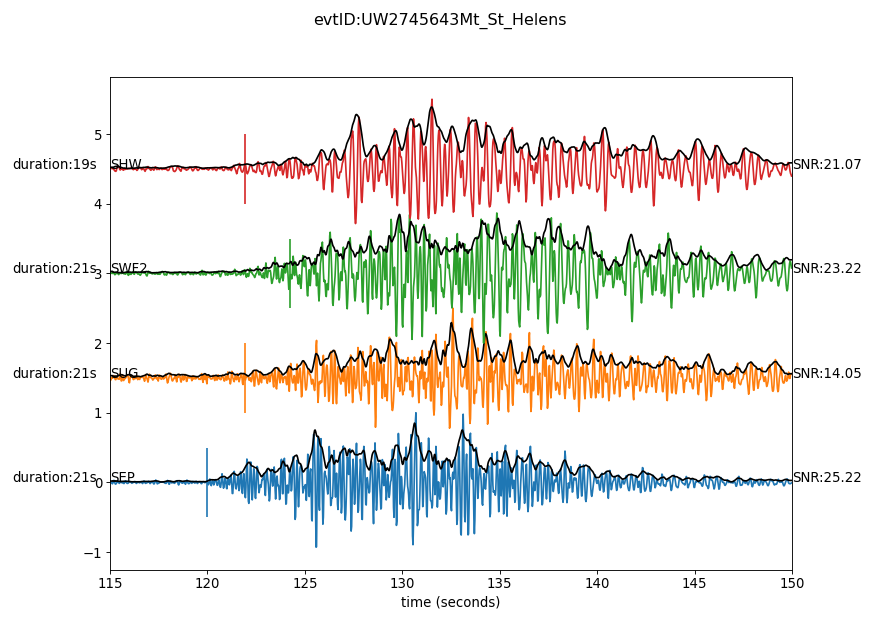 evtID:UW2745643Mt_St_Helens
5
duration:19s SHW SNR:21.07
4
duration:21s SWF2 SNR:23.22
3
2
duration:21s SUG SNR:14.05
1
duration:21s SEP SNR:25.22
0
−1
115 120 125 130 135 140 145 150
time (seconds)